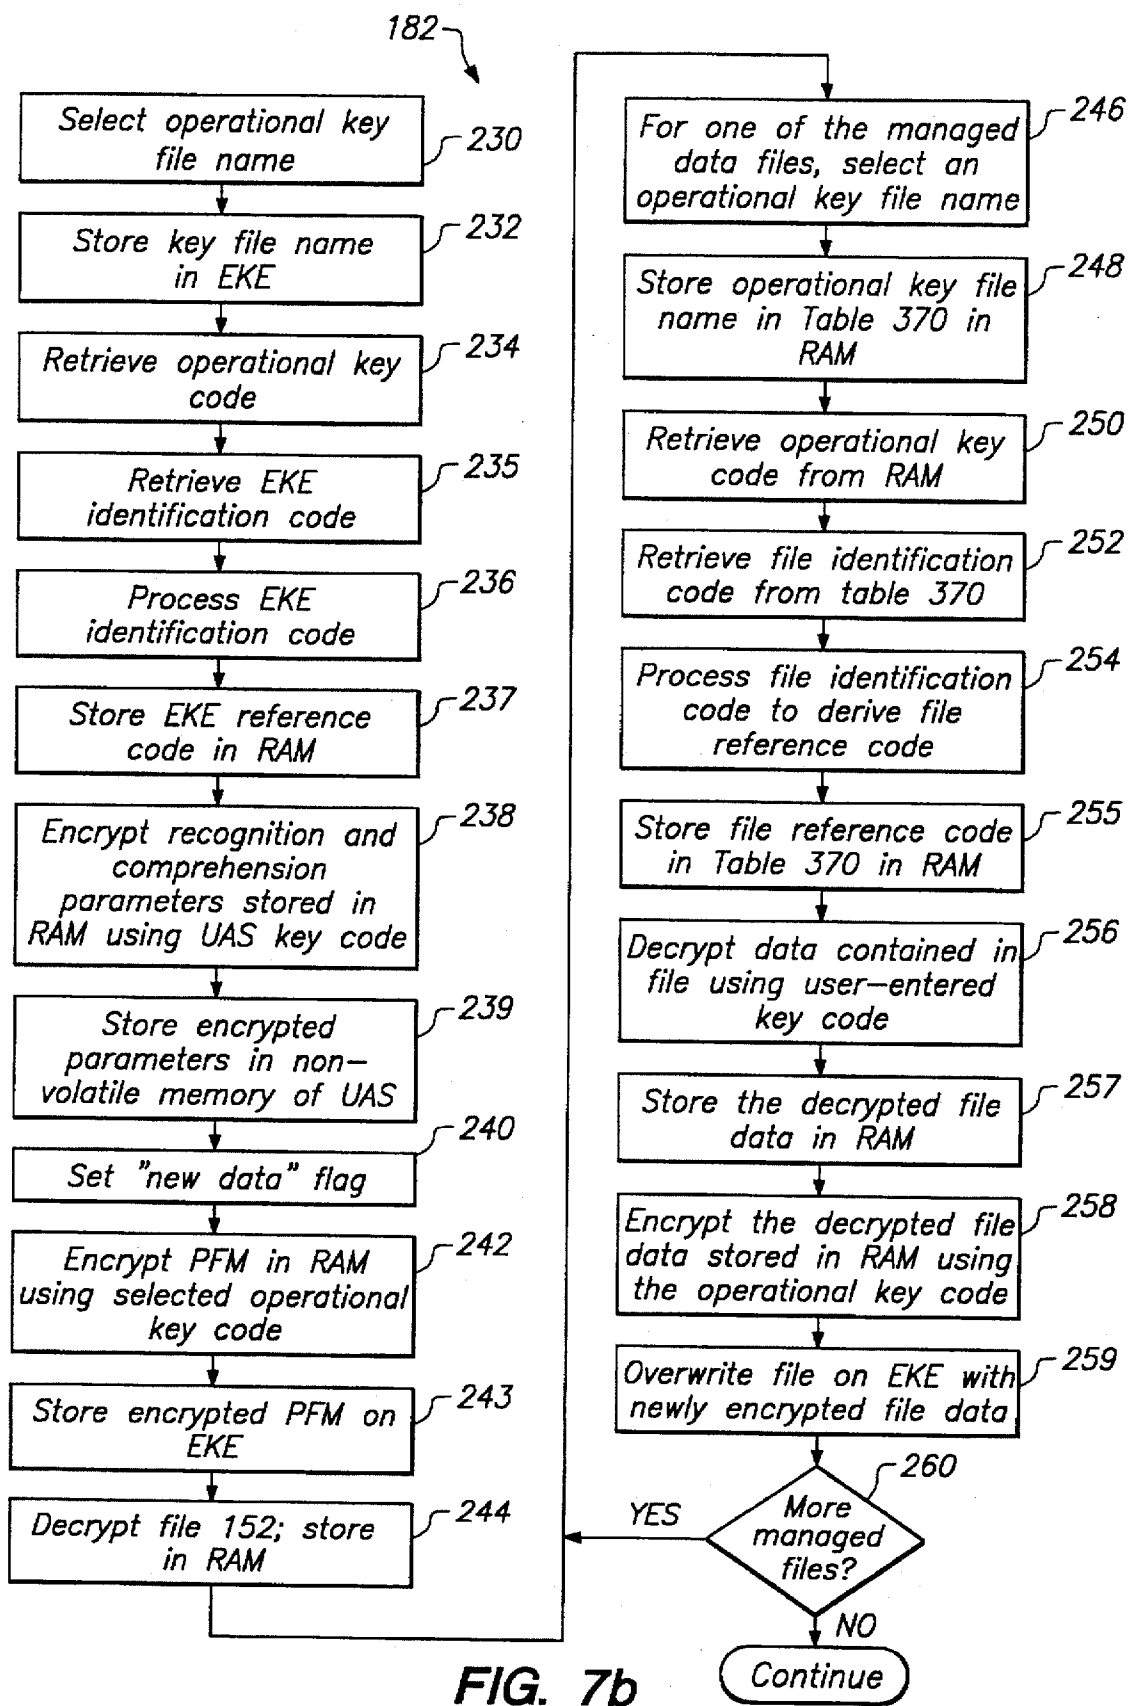 182
Select operational key
file name
230
Store key file name
in EKE
232
Retrieve operational key
code
234
Retrieve EKE
identification code
235
Process EKE
identification code
236
Store EKE reference
code in RAM
237
Encrypt recognition and
comprehension
parameters stored in
RAM using UAS key code
238
Store encrypted
parameters in non-
volatile memory of UAS
239
240
Set "new data" flag
Encrypt PFM in RAM
using selected operational
key code
242
Store encrypted PFM on
EKE
243
Decrypt file 152; store
in RAM
244
For one of the managed
data files, select an
operational key file name
246
Store operational key file
name in Table 370 in
RAM
248
Retrieve operational key
code from RAM
250
Retrieve file identification
code from table 370
252
Process file identification
code to derive file
reference code
254
Store file reference code
in Table 370 in RAM
255
Decrypt data contained in
file using user-entered
key code
256
Store the decrypted file
data in RAM
257
Encrypt the decrypted file
data stored in RAM using
the operational key code
258
Overwrite file on EKE with
newly encrypted file data
259
260
More
managed
files?
YES
NO
Continue
FIG. 7b